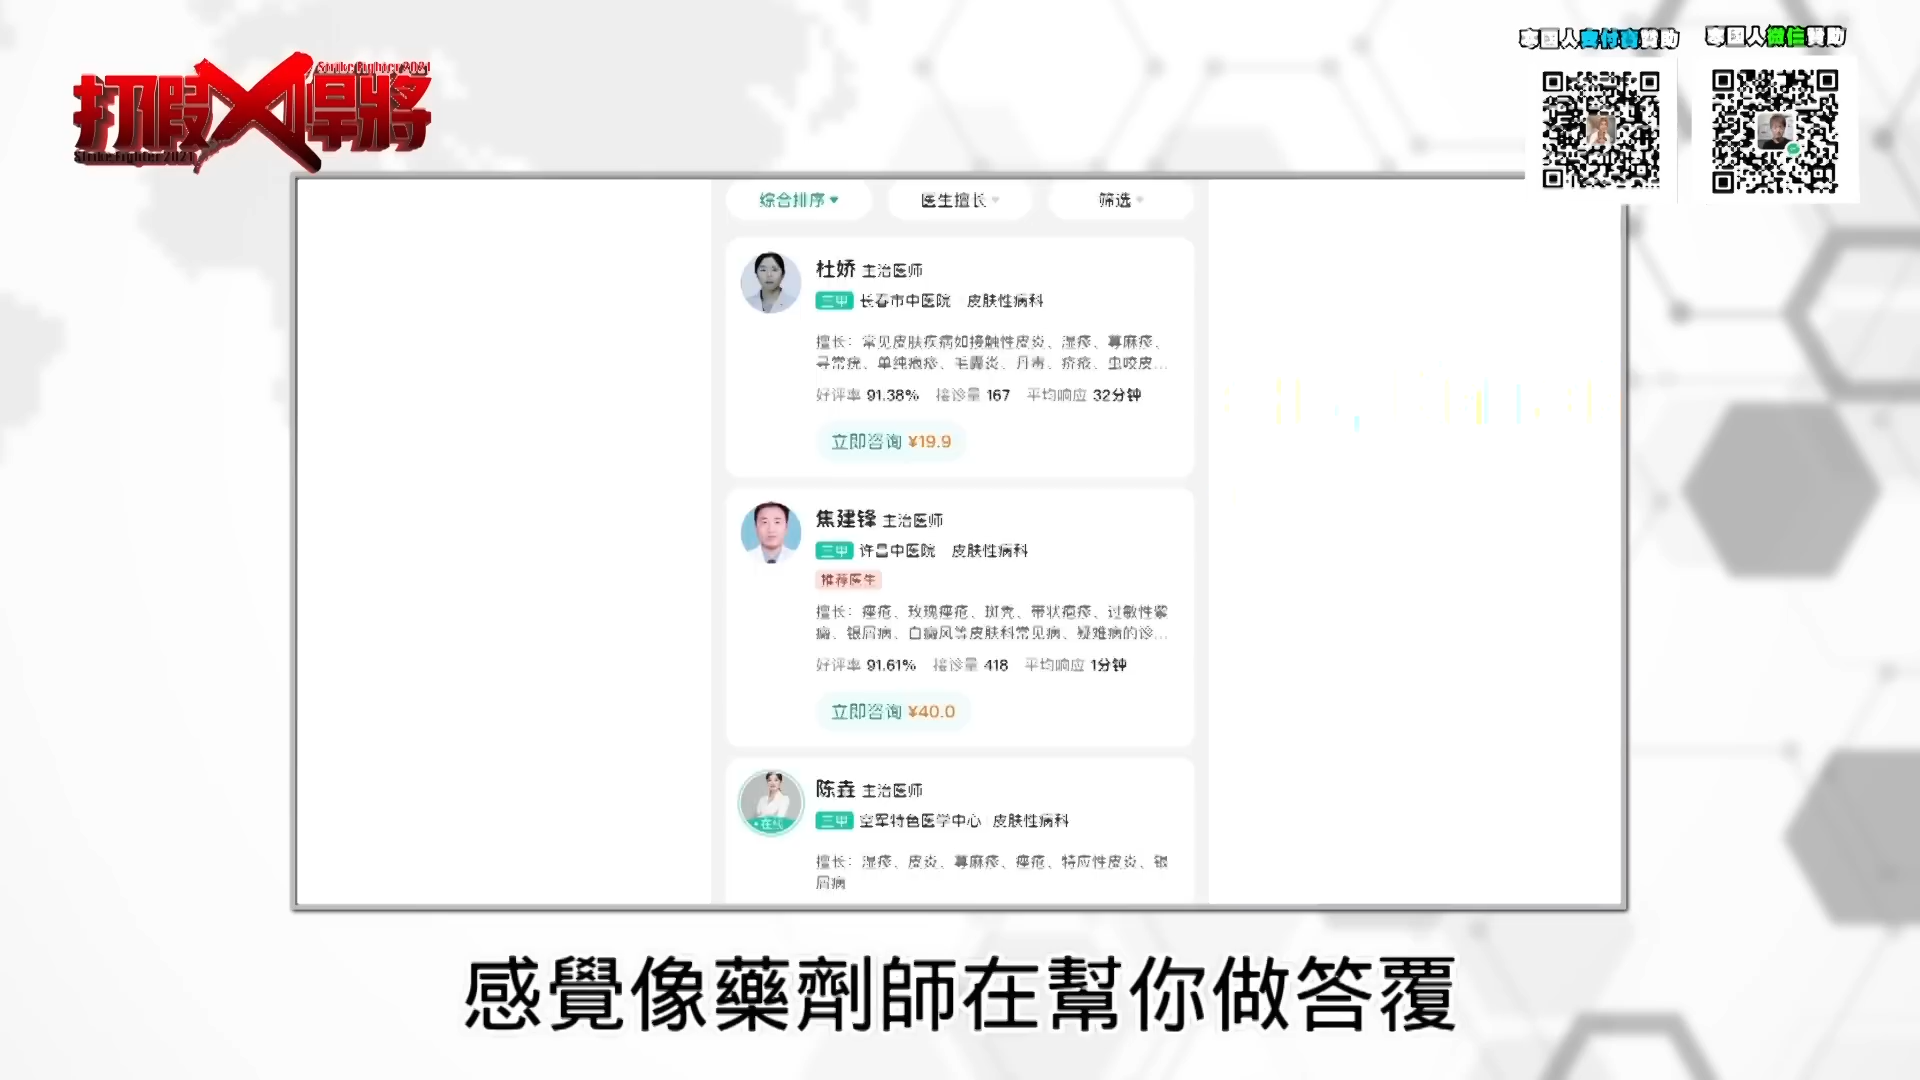 打假悍將
Strike Fighter 2021
Strike Fighter 2021
專國人支付寶贊助
專國人微信贊助
综合排序
医生擅长
筛选
杜娇 主治医师
三甲 长春市中医院 皮肤性病科
擅长：常见皮肤疾病如接触性皮炎、湿疹、荨麻疹、
寻常疣、单纯疱疹、毛囊炎、丹毒、疥疮、虫咬皮...
好评率 91.38% 接诊量 167 平均响应 32分钟
立即咨询 ¥19.9
焦建锋 主治医师
三甲 许昌中医院 皮肤性病科
推荐医生
擅长：痤疮、玫瑰痤疮、斑秃、带状疱疹、过敏性紫
癜、银屑病、白癜风等皮肤科常见病、疑难病的诊...
好评率 91.61% 接诊量 418 平均响应 1分钟
立即咨询 ¥40.0
陈垚 主治医师
在线
三甲 空军特色医学中心 皮肤性病科
擅长：湿疹、皮炎、荨麻疹、痤疮、特应性皮炎、银
屑病
感覺像藥劑師在幫你做答覆